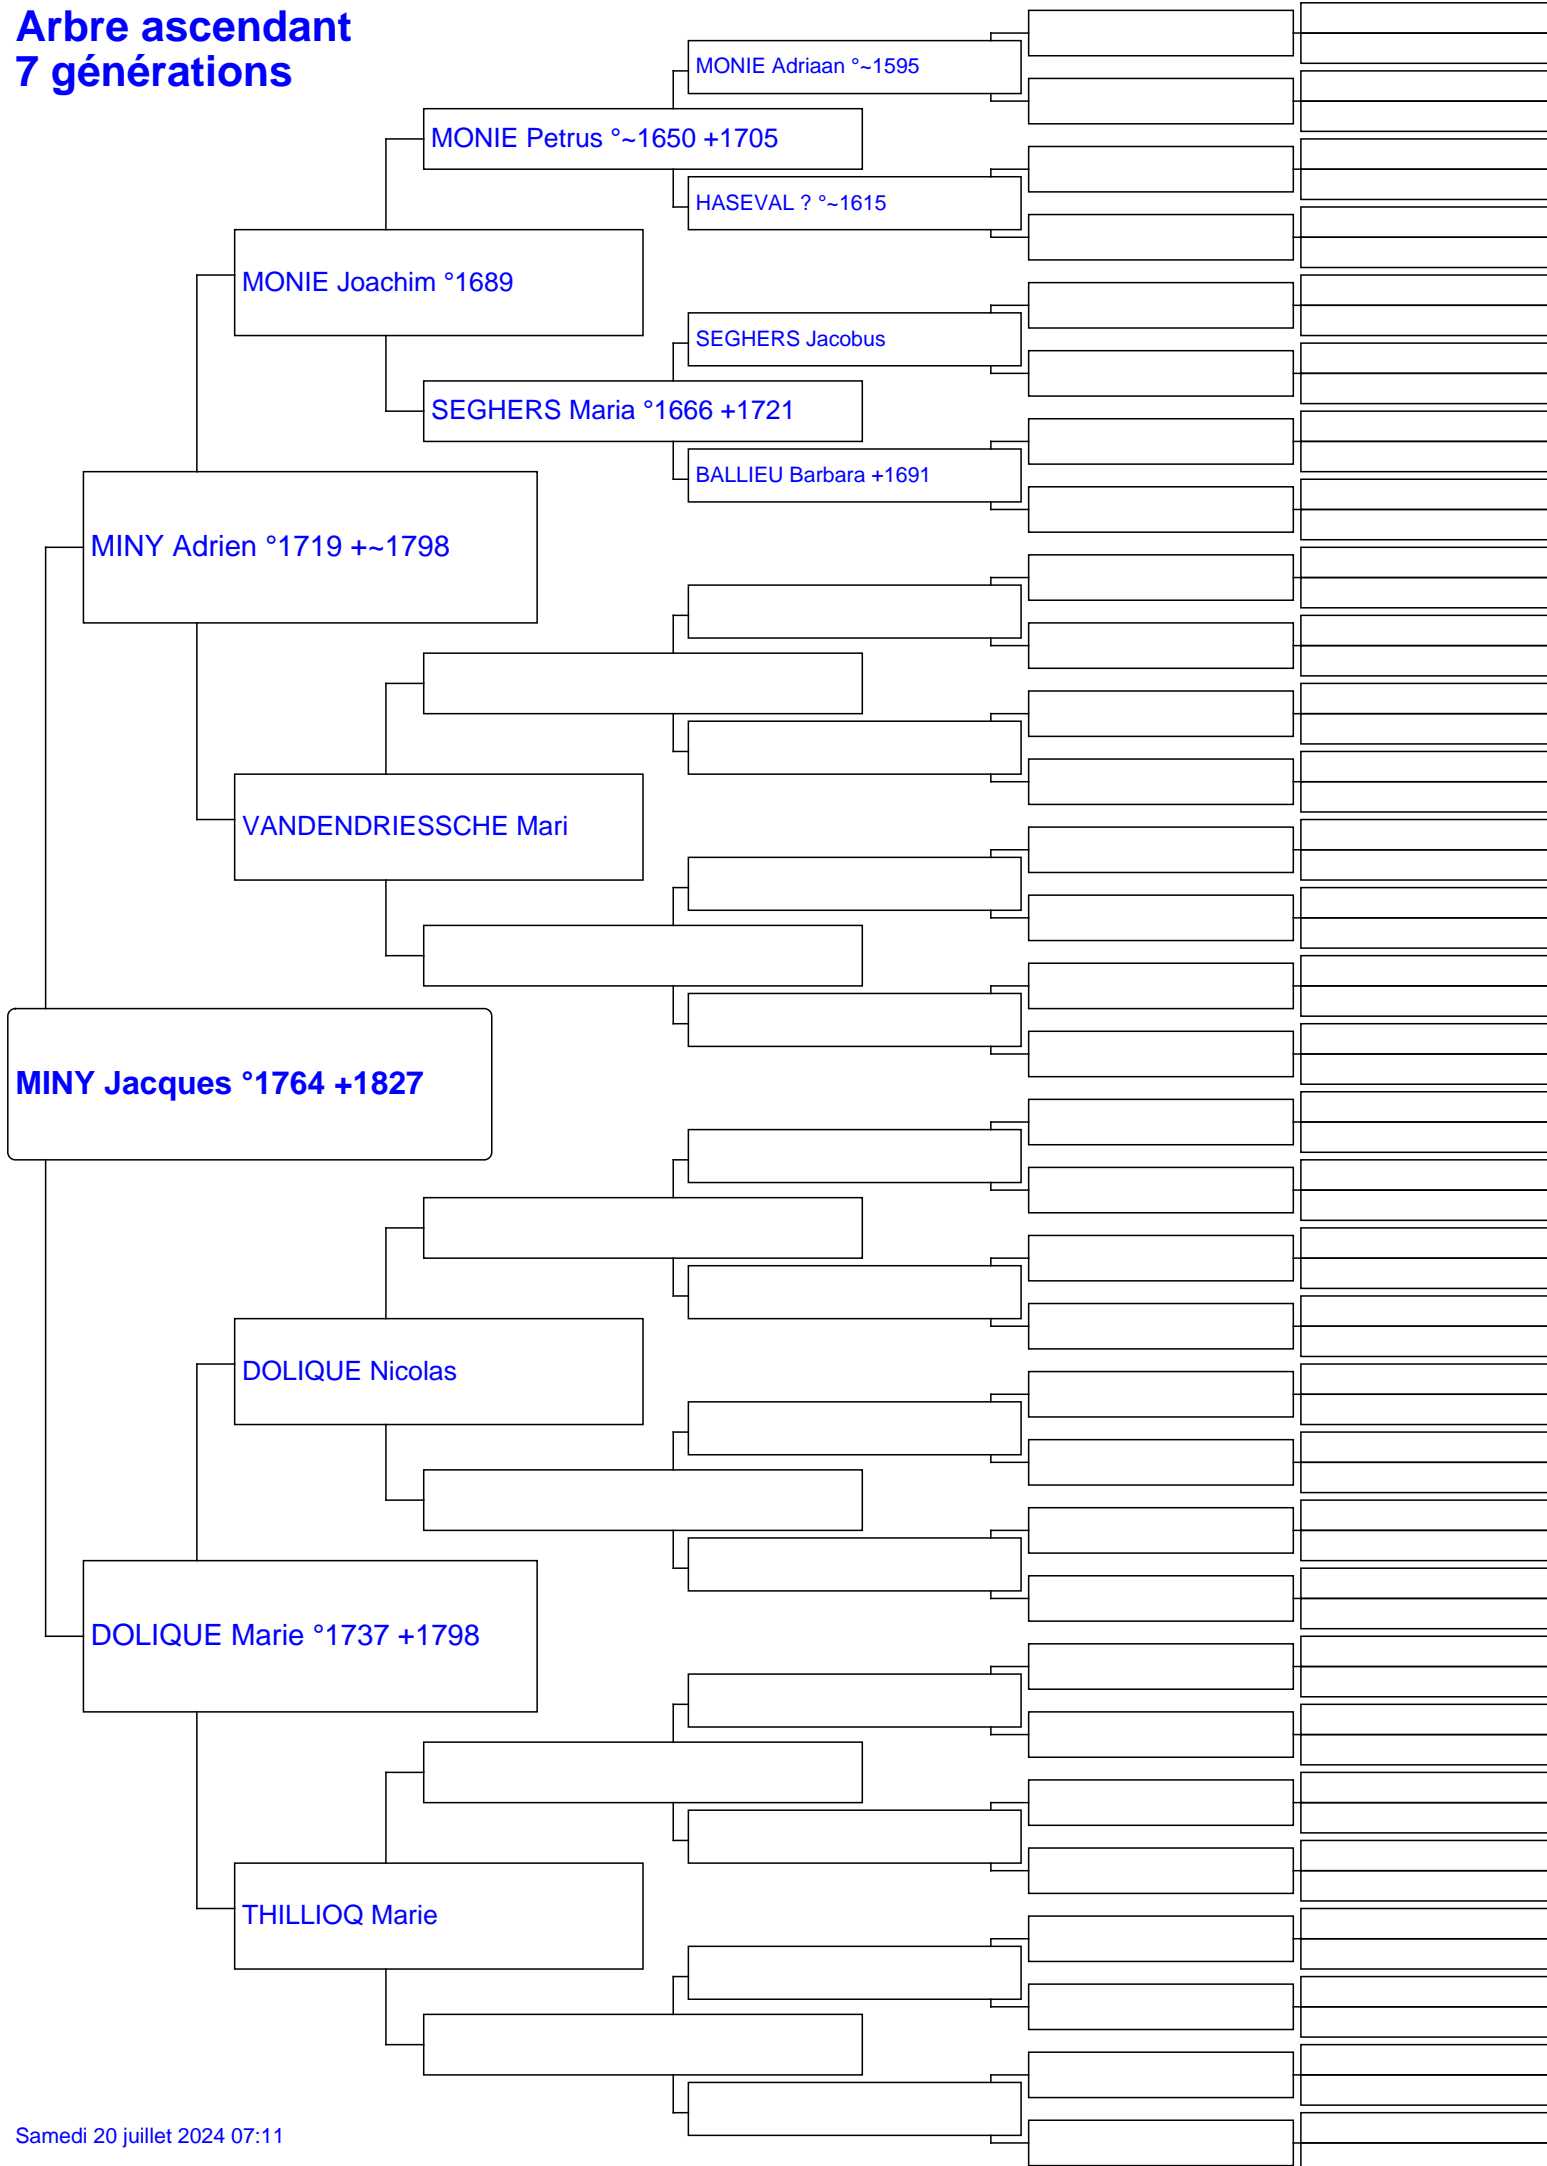 Arbre ascendant
7 générations
MONIE Adriaan °~1595
MONIE Petrus °~1650 +1705
HASEVAL ? °~1615
MONIE Joachim °1689
SEGHERS Jacobus
SEGHERS Maria °1666 +1721
BALLIEU Barbara +1691
MINY Adrien °1719 +~1798
VANDENDRIESSCHE Mari
MINY Jacques °1764 +1827
DOLIQUE Nicolas
DOLIQUE Marie °1737 +1798
THILLIOQ Marie
Samedi 20 juillet 2024 07:11